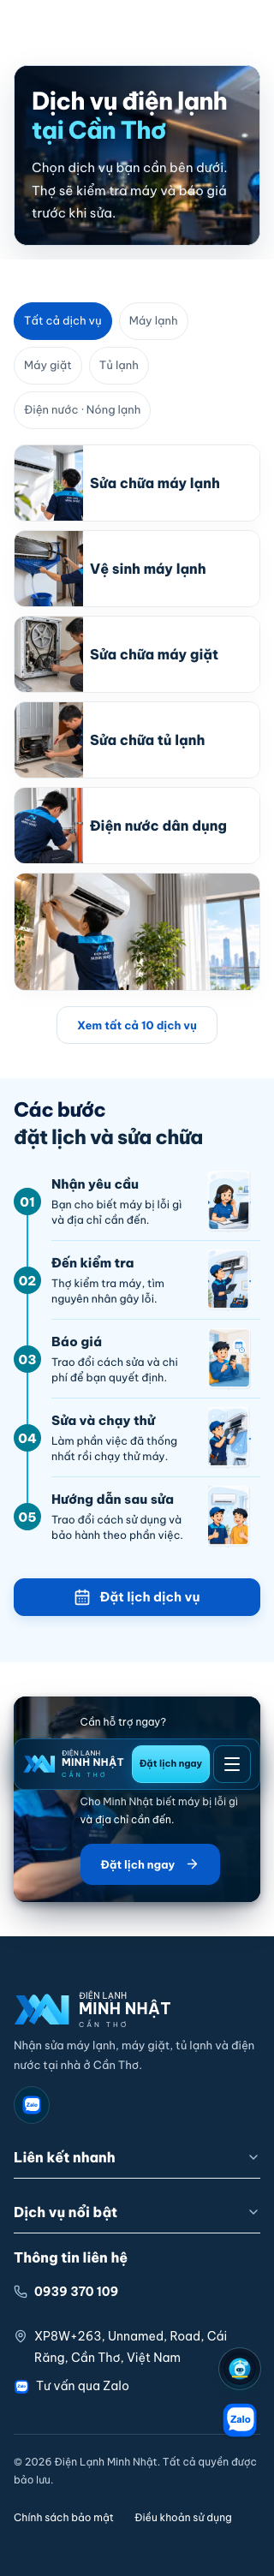 Dịch vụ điện lạnh
tại Cần Thơ
Chọn dịch vụ bạn cần bên dưới.
Thợ sẽ kiểm tra máy và báo giá
trước khi sửa.
Tất cả dịch vụ
Máy lạnh
Máy giặt
Tủ lạnh
Điện nước · Nóng lạnh
Sửa chữa máy lạnh
Vệ sinh máy lạnh
Sửa chữa máy giặt
Sửa chữa tủ lạnh
Điện nước dân dụng
Xem tất cả 10 dịch vụ
Các bước
đặt lịch và sửa chữa
01
Nhận yêu cầu
Bạn cho biết máy bị lỗi gì
và địa chỉ cần đến.
02
Đến kiểm tra
Thợ kiểm tra máy, tìm
nguyên nhân gây lỗi.
03
Báo giá
Trao đổi cách sửa và chi
phí để bạn quyết định.
04
Sửa và chạy thử
Làm phần việc đã thống
nhất rồi chạy thử máy.
05
Hướng dẫn sau sửa
Trao đổi cách sử dụng và
bảo hành theo phần việc.
Đặt lịch dịch vụ
Cần hỗ trợ ngay?
ĐIỆN LẠNH
MINH NHẬT
CẦN THƠ
Đặt lịch ngay
Cho Minh Nhật biết máy bị lỗi gì
và địa chỉ cần đến.
Đặt lịch ngay
ĐIỆN LẠNH
MINH NHẬT
CẦN THƠ
Nhận sửa máy lạnh, máy giặt, tủ lạnh và điện
nước tại nhà ở Cần Thơ.
Zalo
Liên kết nhanh
Dịch vụ nổi bật
Thông tin liên hệ
0939 370 109
XP8W+263, Unnamed, Road, Cái
Răng, Cần Thơ, Việt Nam
Tư vấn qua Zalo
Zalo
© 2026 Điện Lạnh Minh Nhật. Tất cả quyền được
bảo lưu.
Chính sách bảo mật
Điều khoản sử dụng